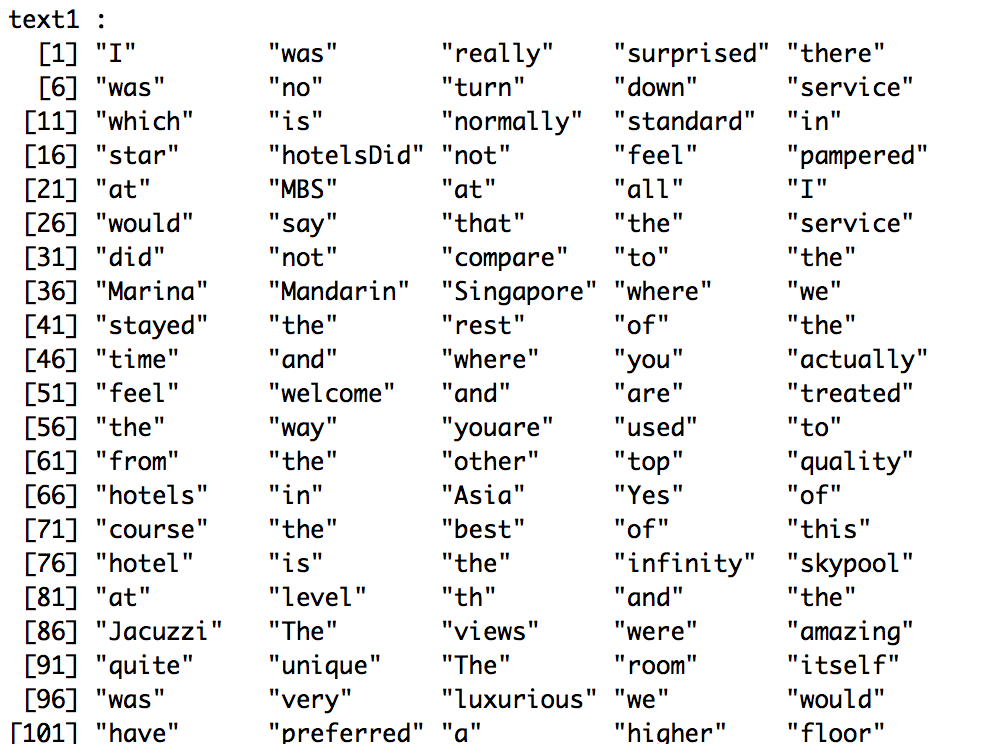 text1 :
[1] "I" "was" "really" "surprised" "there"
[6] "was" "no" "turn" "down" "service"
[11] "which" "is" "normally" "standard" "in"
[16] "star" "hotelsDid" "not" "feel" "pampered"
[21] "at" "MBS" "at" "all" "I"
[26] "would" "say" "that" "the" "service"
[31] "did" "not" "compare" "to" "the"
[36] "Marina" "Mandarin" "Singapore" "where" "we"
[41] "stayed" "the" "rest" "of" "the"
[46] "time" "and" "where" "you" "actually"
[51] "feel" "welcome" "and" "are" "treated"
[56] "the" "way" "youare" "used" "to"
[61] "from" "the" "other" "top" "quality"
[66] "hotels" "in" "Asia" "Yes" "of"
[71] "course" "the" "best" "of" "this"
[76] "hotel" "is" "the" "infinity" "skypool"
[81] "at" "level" "th" "and" "the"
[86] "Jacuzzi" "The" "views" "were" "amazing"
[91] "quite" "unique" "The" "room" "itself"
[96] "was" "very" "luxurious" "we" "would"
[101] "have" "preferred" "a" "higher" "floor"